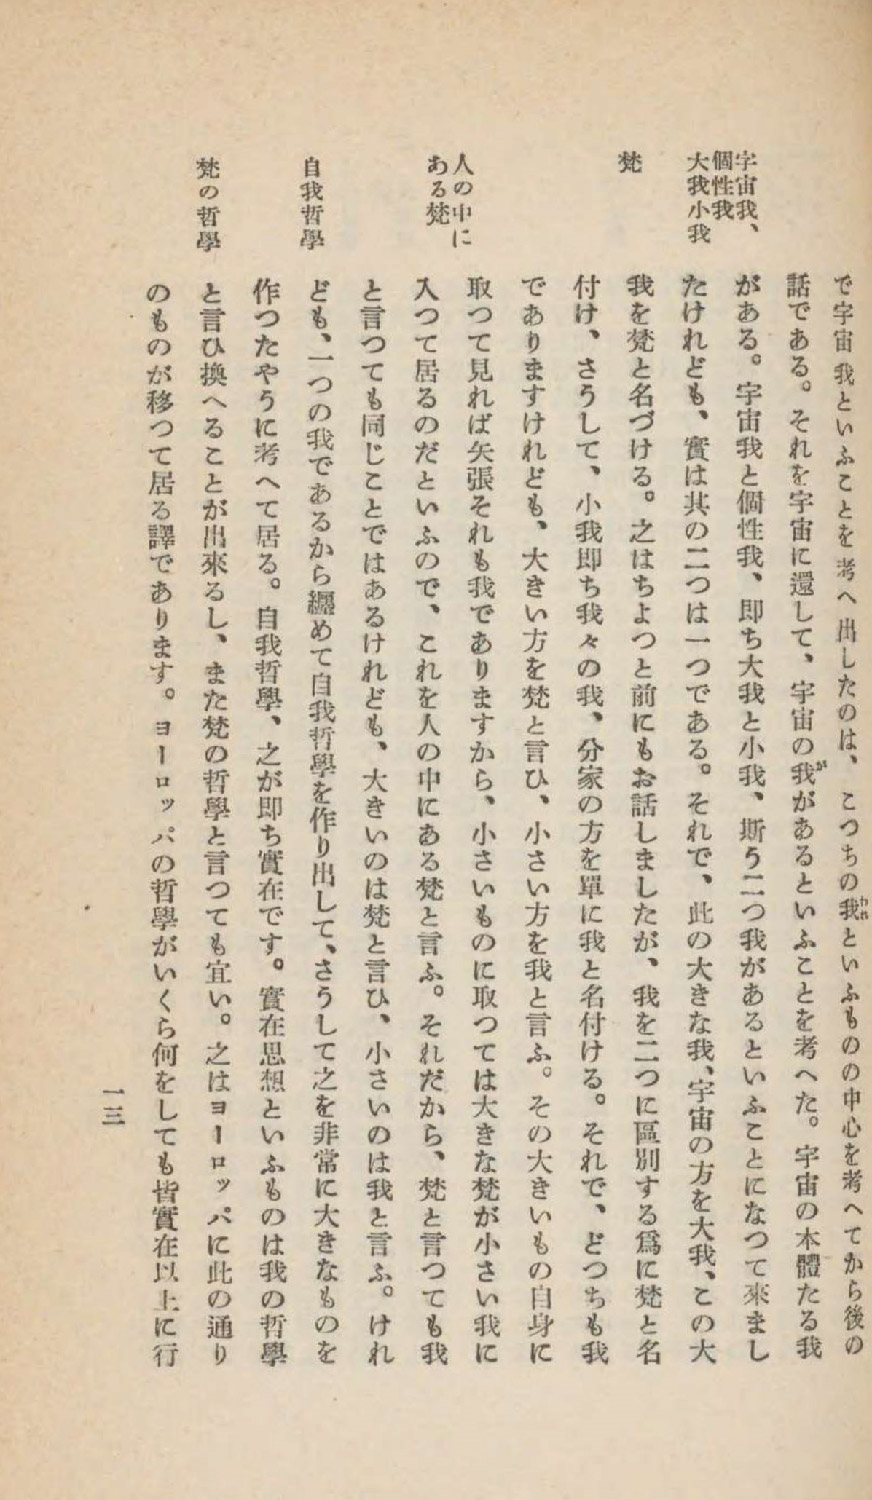 で宇宙我といふことを考へ出したのは、こつちの我といふものの中心を考へてから後の
われ
話である。それを宇宙に還して、宇宙の我があるといふことを考へた。宇宙の本體たる我
が
がある。宇宙我と個性我、即ち大我と小我、斯う二つ我があるといふことになつて來まし
たけれども、實は其の二つは一つである。それで、此の大きな我、宇宙の方を大我、この大
我を梵と名づける。之はちよつと前にもお話しましたが、我を二つに區別する爲に梵と名
付け、さうして、小我即ち我々の我、分家の方を單に我と名付ける。それで、どつちも我
でありますけれども、大きい方を梵と言ひ、小さい方を我と言ふ。その大きいもの自身に
取つて見れば矢張それも我でありますから、小さいものに取つては大きな梵が小さい我に
入つて居るのだといふので、これを人の中にある梵と言ふ。それだから、梵と言つても我
と言つても同じことではあるけれども、大きいのは梵と言ひ、小さいのは我と言ふ。けれ
ども、一つの我であるから纒めて自我哲學を作り出して、さうして之を非常に大きなものを
作つたやうに考へて居る。自我哲學、之が即ち實在です。實在思想といふものは我の哲學
と言ひ換へることが出來るし、また梵の哲學と言つても宜い。之はヨーロッパに此の通り
のものが移つて居る譯であります。ヨーロッパの哲學がいくら何をしても皆實在以上に行
宇宙我、
個性我
大我小我
梵
人の中に
ある梵
自我哲學
梵の哲學
一三